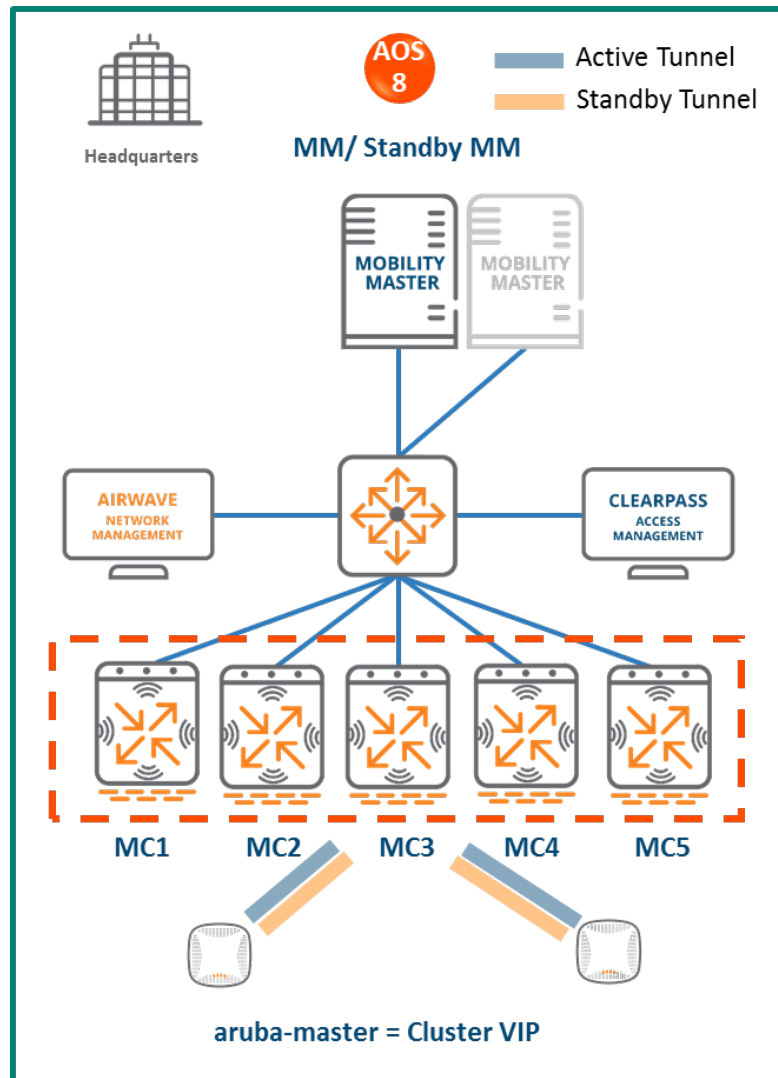 AOS
8
Active Tunnel
Standby Tunnel
Headquarters
MM/ Standby MM
MOBILITY
MASTER
MOBILITY
MASTER
AIRWAVE
NETWORK
MANAGEMENT
CLEARPASS
ACCESS
MANAGEMENT
MC1
MC2
MC3
MC4
MC5
aruba-master = Cluster VIP